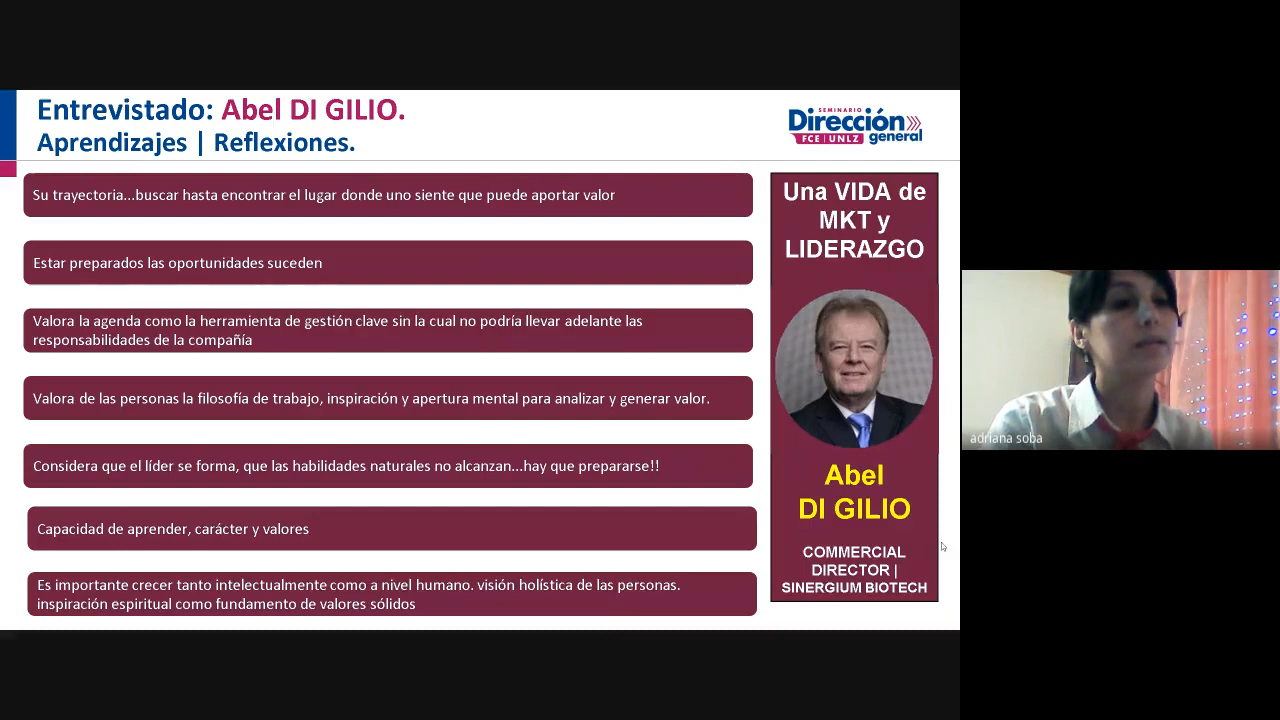 Entrevistado: Abel DI GILIO.
Aprendizajes | Reflexiones.
SEMINARIO
Dirección
general
FCE | UNLZ
Su trayectoria...buscar hasta encontrar el lugar donde uno siente que puede aportar valor
Estar preparados las oportunidades suceden
Valora la agenda como la herramienta de gestión clave sin la cual no podría llevar adelante las
responsabilidades de la compañía
Valora de las personas la filosofía de trabajo, inspiración y apertura mental para analizar y generar valor.
Considera que el líder se forma, que las habilidades naturales no alcanzan...hay que prepararse!!
Capacidad de aprender, carácter y valores
Es importante crecer tanto intelectualmente como a nivel humano. visión holística de las personas.
inspiración espiritual como fundamento de valores sólidos
Una VIDA de
MKT y
LIDERAZGO
Abel
DI GILIO
COMMERCIAL
DIRECTOR |
SINERGIUM BIOTECH
adriana soba